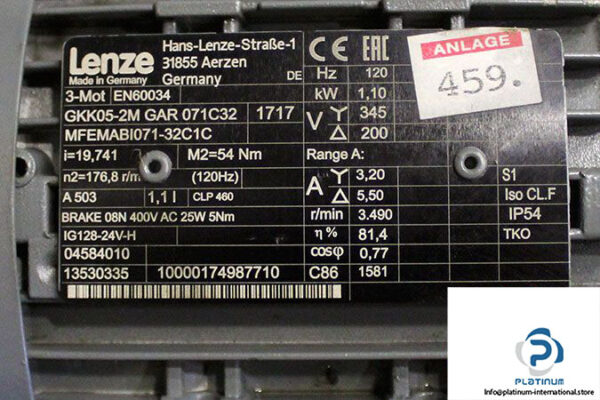 Lenze
Made in Germany
Hans-Lenze-Straße-1
31855 Aerzen
Germany
DE
CE EAC
ANLAGE
459.
3-Mot EN60034
GKK05-2M GAR 071C32 1717
MFEMABI071-32C1C
i=19,741 M2=54 Nm
n2=176,8 r/m (120Hz)
A 503 1,1 l CLP 460
BRAKE 08N 400V AC 25W 5Nm
IG128-24V-H
04584010
13530335 10000174987710 C86
Hz 120
kW 1,10
V Y 345
Δ 200
Range A:
A Y 3,20 S1
Δ 5,50 Iso CL.F
r/min 3.490 IP54
η % 81,4 TKO
cosφ 0,77
1581
P
PLATINUM
INTERNATIONAL
Info@platinum-international.store